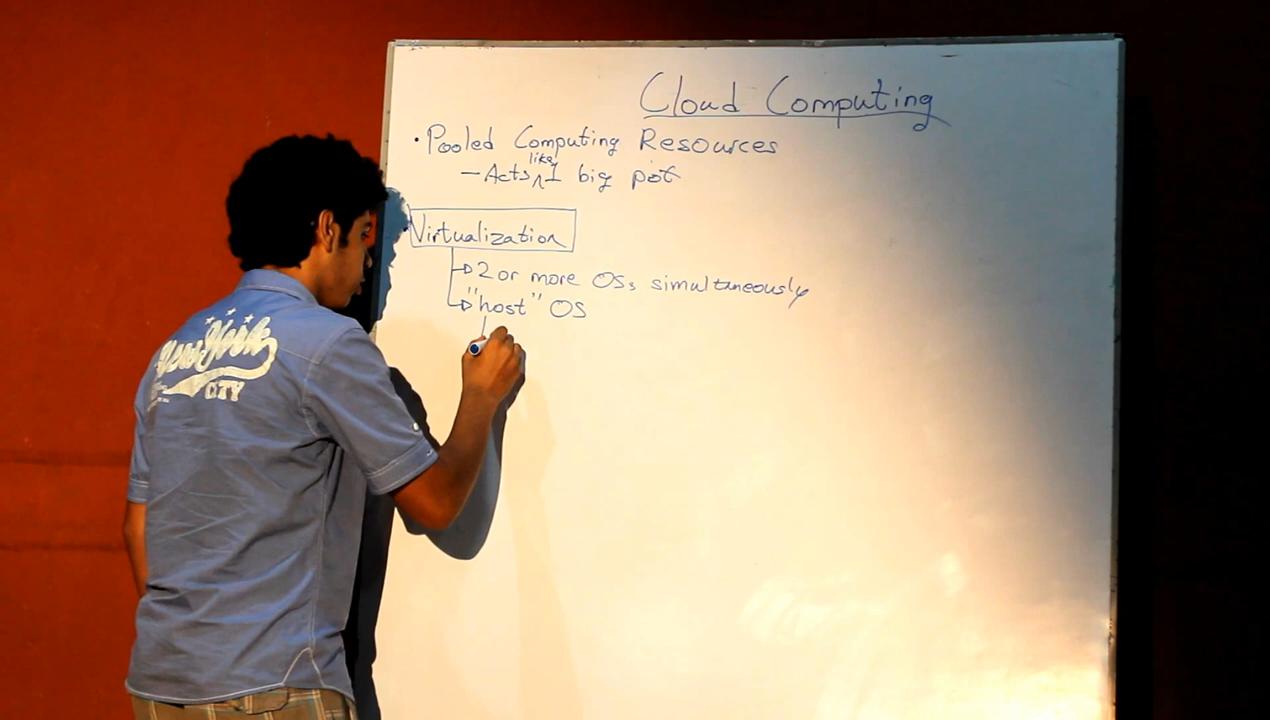 Cloud Computing
• Pooled Computing Resources
– Acts like 1 big pot
Virtualization
2 or more OSs simultaneously
"host" OS
New York
CITY